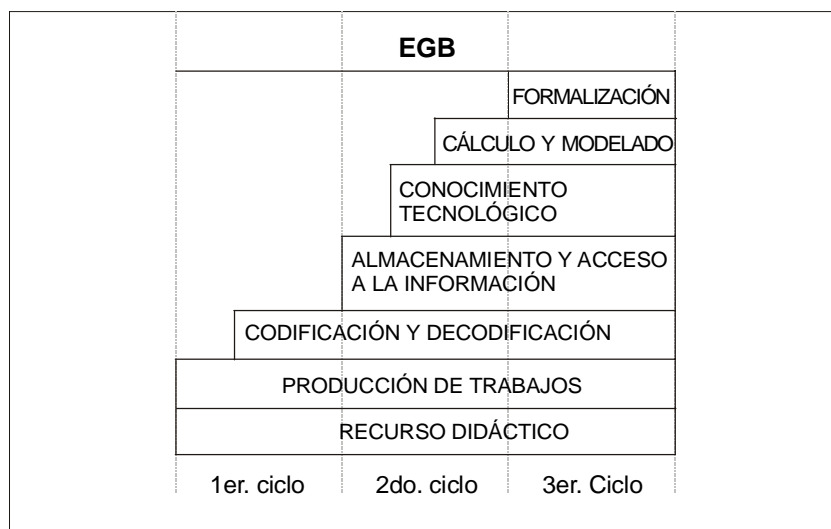 EGB
FORMALIZACIÓN
CÁLCULO Y MODELADO
CONOCIMIENTO
TECNOLÓGICO
ALMACENAMIENTO Y ACCESO
A LA INFORMACIÓN
CODIFICACIÓN Y DECODIFICACIÓN
PRODUCCIÓN DE TRABAJOS
RECURSO DIDÁCTICO
1er. ciclo 2do. ciclo 3er. Ciclo